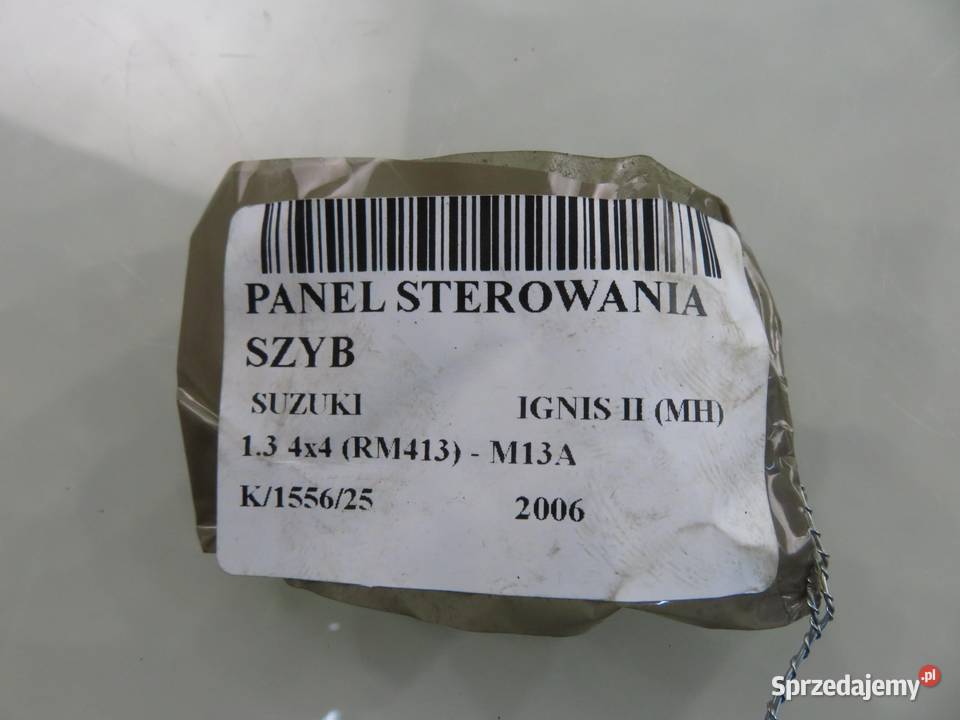 PANEL STEROWANIA
SZYB
SUZUKI IGNIS II (MH)
1.3 4x4 (RM413) - M13A
K/1556/25 2006
Sprzedajemy.pl